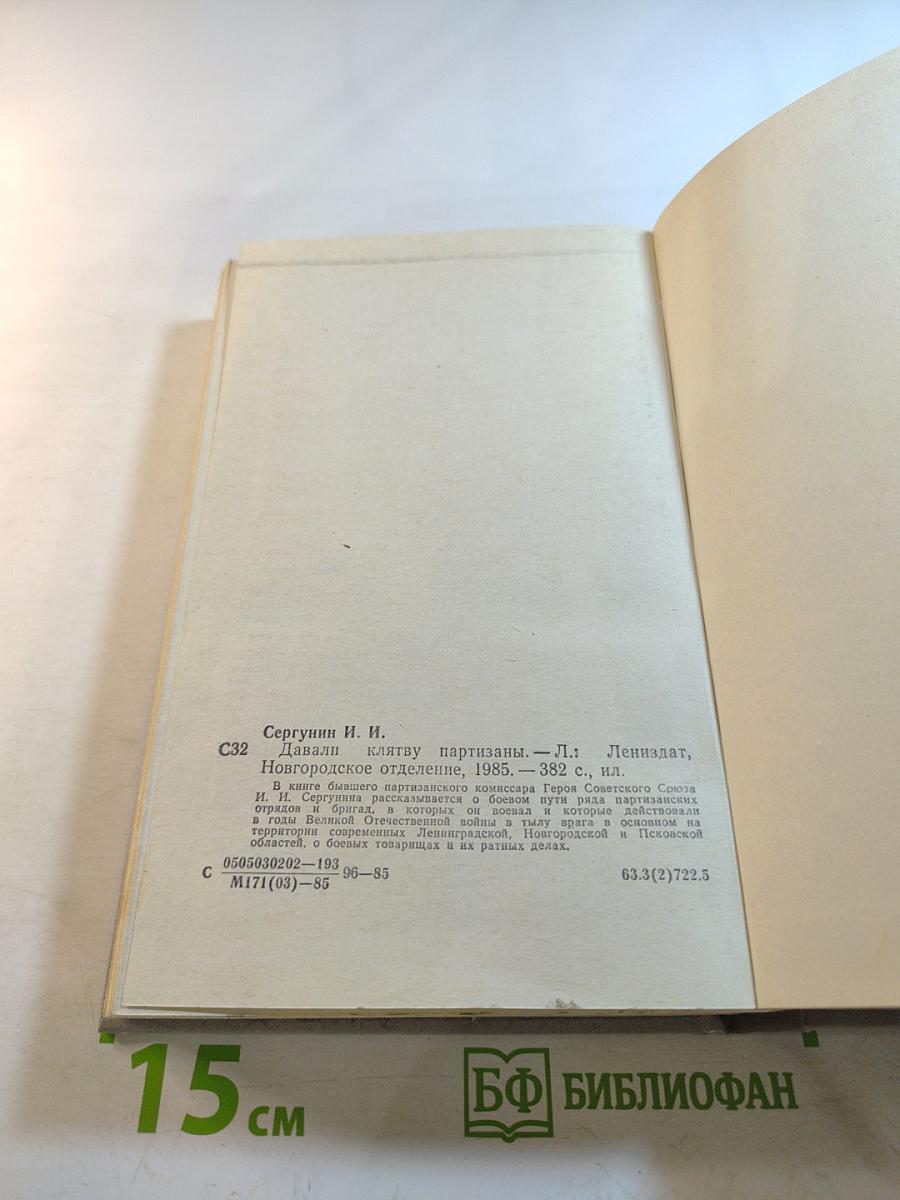 Сергунин И. И.
С32 Давали клятву партизаны. — Л.: Лениздат,
Новгородское отделение, 1985. — 382 с., ил.
В книге бывшего партизанского комиссара Героя Советского Срюза
И. И. Сергунина рассказывается о боевом пути ряда партизанских
отрядов и бригад, в которых он воевал и которые действовали
в годы Великой Отечественной войны в тылу врага в основном на
территории современных Ленинградской, Новгородской и Псковской
областей, о боевых товарищах и их ратных делах.
С 0505030202—193
М171(03)—85 96—85 63.3(2)722.5
15 см БФ БИБЛИОФАН